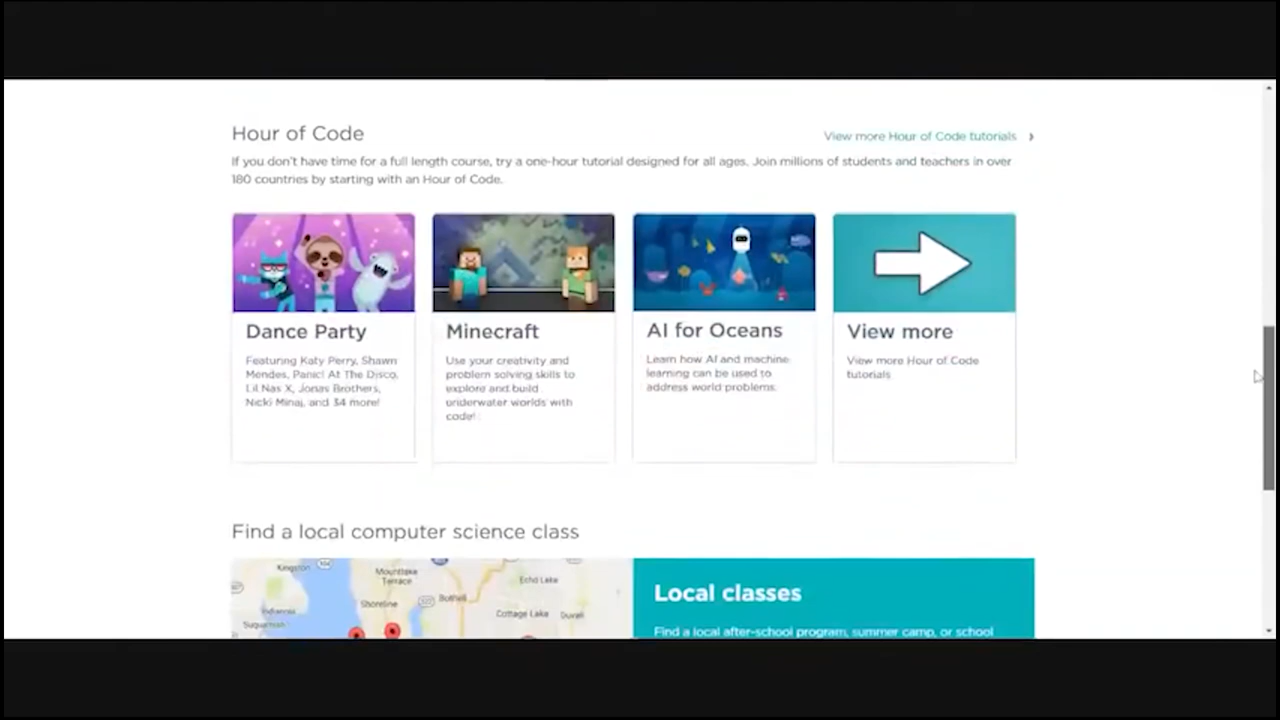 Hour of Code
View more Hour of Code tutorials
If you don't have time for a full length course, try a one-hour tutorial designed for all ages. Join millions of students and teachers in over
180 countries by starting with an Hour of Code.
Dance Party
Featuring Katy Perry, Shawn
Mendes, Panic! At The Disco,
Lil Nas X, Jonas Brothers,
Nicki Minaj, and 34 more!
Minecraft
Use your creativity and
problem solving skills to
explore and build
underwater worlds with
code!
AI for Oceans
Learn how AI and machine
learning can be used to
address world problems.
View more
View more Hour of Code
tutorials
Find a local computer science class
Kingston
Mountlake
Terrace
Echo Lake
Bothell
Shoreline
Cottage Lake
Duvall
Indianola
Suquamish
Local classes
Find a local after-school program, summer camp, or school